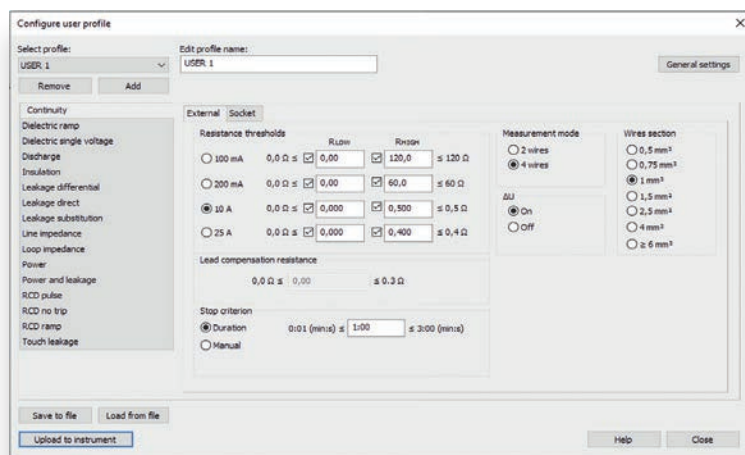 Configure user profile
Select profile:
Edit profile name:
USER 1
USER 1
General settings
Remove
Add
Continuity
Dielectric ramp
Dielectric single voltage
Discharge
Insulation
Leakage differential
Leakage direct
Leakage substitution
Line impedance
Loop impedance
Power
Power and leakage
RCD pulse
RCD no trip
RCD ramp
Touch leakage
External
Socket
Resistance thresholds
RLOW
RHIGH
100 mA 0,0 Ω ≤ 0,00 120,0 ≤ 120 Ω
200 mA 0,0 Ω ≤ 0,00 60,0 ≤ 60 Ω
10 A 0,0 Ω ≤ 0,000 0,500 ≤ 0,5 Ω
25 A 0,0 Ω ≤ 0,000 0,400 ≤ 0,4 Ω
Lead compensation resistance
0,0 Ω ≤ 0,00 ≤ 0.3 Ω
Stop criterion
Duration 0:01 (min:s) ≤ 1:00 ≤ 3:00 (min:s)
Manual
Measurement mode
2 wires
4 wires
ΔU
On
Off
Wires section
0,5 mm²
0,75 mm²
1 mm²
1,5 mm²
2,5 mm²
4 mm²
≥ 6 mm²
Save to file
Load from file
Upload to instrument
Help
Close